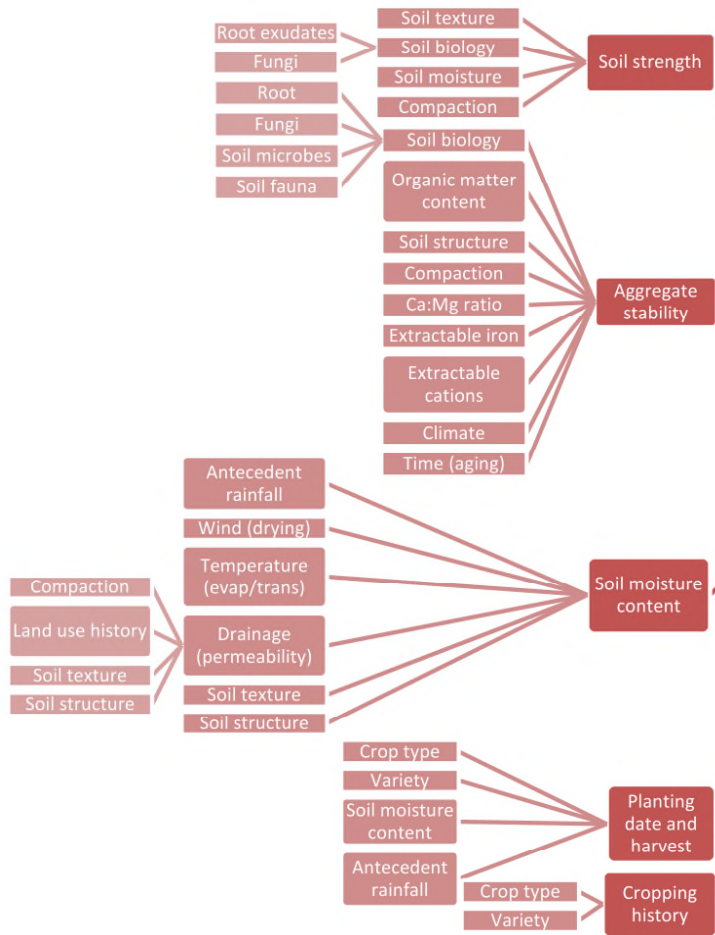 Soil texture
Root exudates
Soil biology
Soil strength
Fungi
Soil moisture
Root
Compaction
Fungi
Soil biology
Soil microbes
Organic matter
content
Soil fauna
Soil structure
Compaction
Aggregate
stability
Ca:Mg ratio
Extractable iron
Extractable
cations
Climate
Time (aging)
Antecedent
rainfall
Wind (drying)
Temperature
(evap/trans)
Soil moisture
content
Compaction
Land use history
Drainage
(permeability)
Soil texture
Soil texture
Soil structure
Soil structure
Crop type
Variety
Planting
date and
harvest
Soil moisture
content
Antecedent
rainfall
Crop type
Cropping
history
Variety